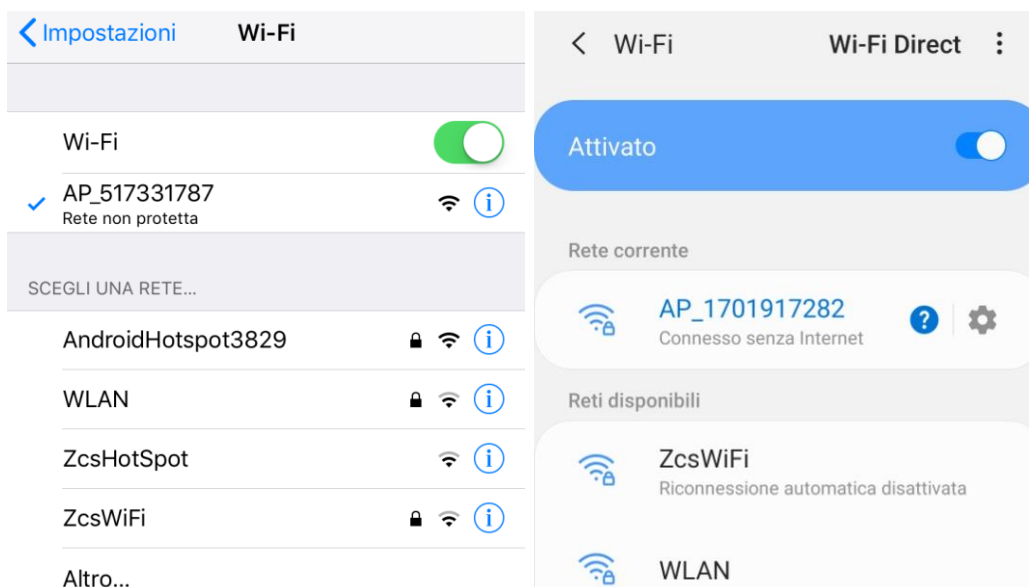 Impostazioni Wi-Fi
Wi-Fi
AP_517331787
Rete non protetta
SCEGLI UNA RETE...
AndroidHotspot3829
WLAN
ZcsHotSpot
ZcsWiFi
Altro...
Wi-Fi Wi-Fi Direct
Attivato
Rete corrente
AP_1701917282
Connesso senza Internet
Reti disponibili
ZcsWiFi
Riconnessione automatica disattivata
WLAN